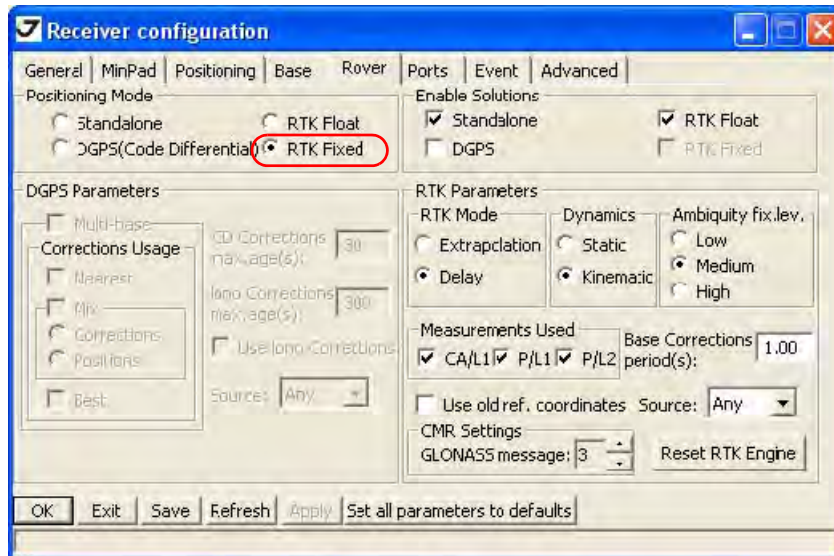 Receiver configuration
General MinPad Positioning Base Rover Ports Event Advanced
Positioning Mode
Standalone RTK Float
DGPS(Code Differential) RTK Fixed
Enable Solutions
Standalone RTK Float
DGPS RTK Fixed
DGPS Parameters
Multi-base
Corrections Usage
Nearest
Mix
Corrections
Positions
Best
CD Corrections
max.age(s): 30
Iono Corrections
max.age(s): 300
Use Iono Corrections
Source: Any
RTK Parameters
RTK Mode
Extrapolation
Delay
Dynamics
Static
Kinematic
Ambiguity fix.lev.
Low
Medium
High
Measurements Used
CA/L1 P/L1 P/L2
Base Corrections
period(s): 1.00
Use old ref. coordinates Source: Any
CMR Settings
GLONASS message: 3
Reset RTK Engine
OK Exit Save Refresh Apply Set all parameters to defaults